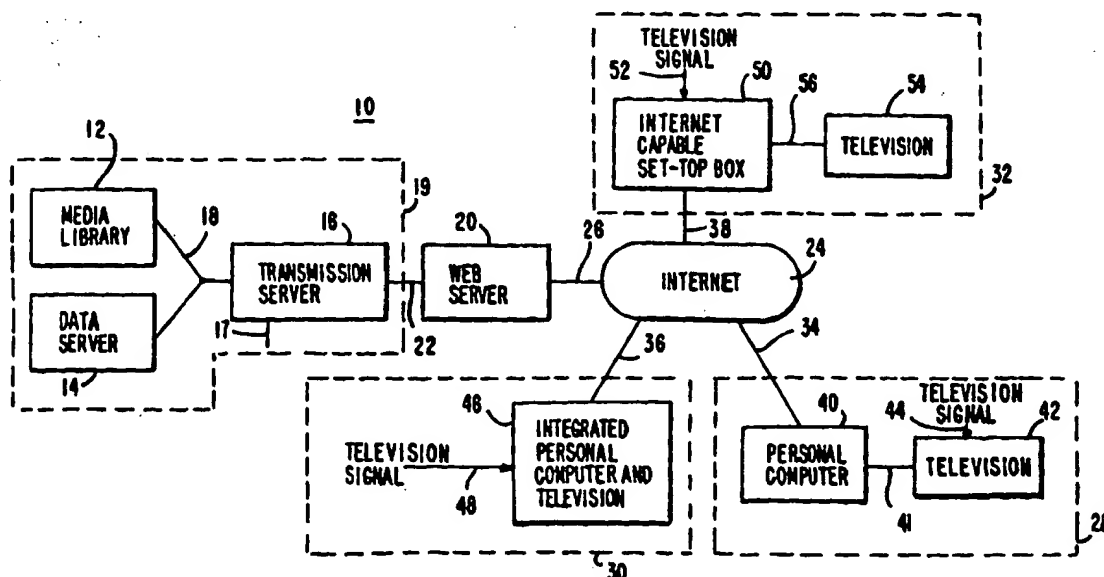 10
12
MEDIA
LIBRARY
18
DATA
SERVER
14
19
16
TRANSMISSION
SERVER
17
22
20
WEB
SERVER
26
TELEVISION
SIGNAL
52
50
INTERNET
CAPABLE
SET-TOP BOX
56
54
TELEVISION
32
38
INTERNET
24
36
34
TELEVISION
SIGNAL
48
46
INTEGRATED
PERSONAL
COMPUTER AND
TELEVISION
30
40
PERSONAL
COMPUTER
41
TELEVISION
SIGNAL
44
42
TELEVISION